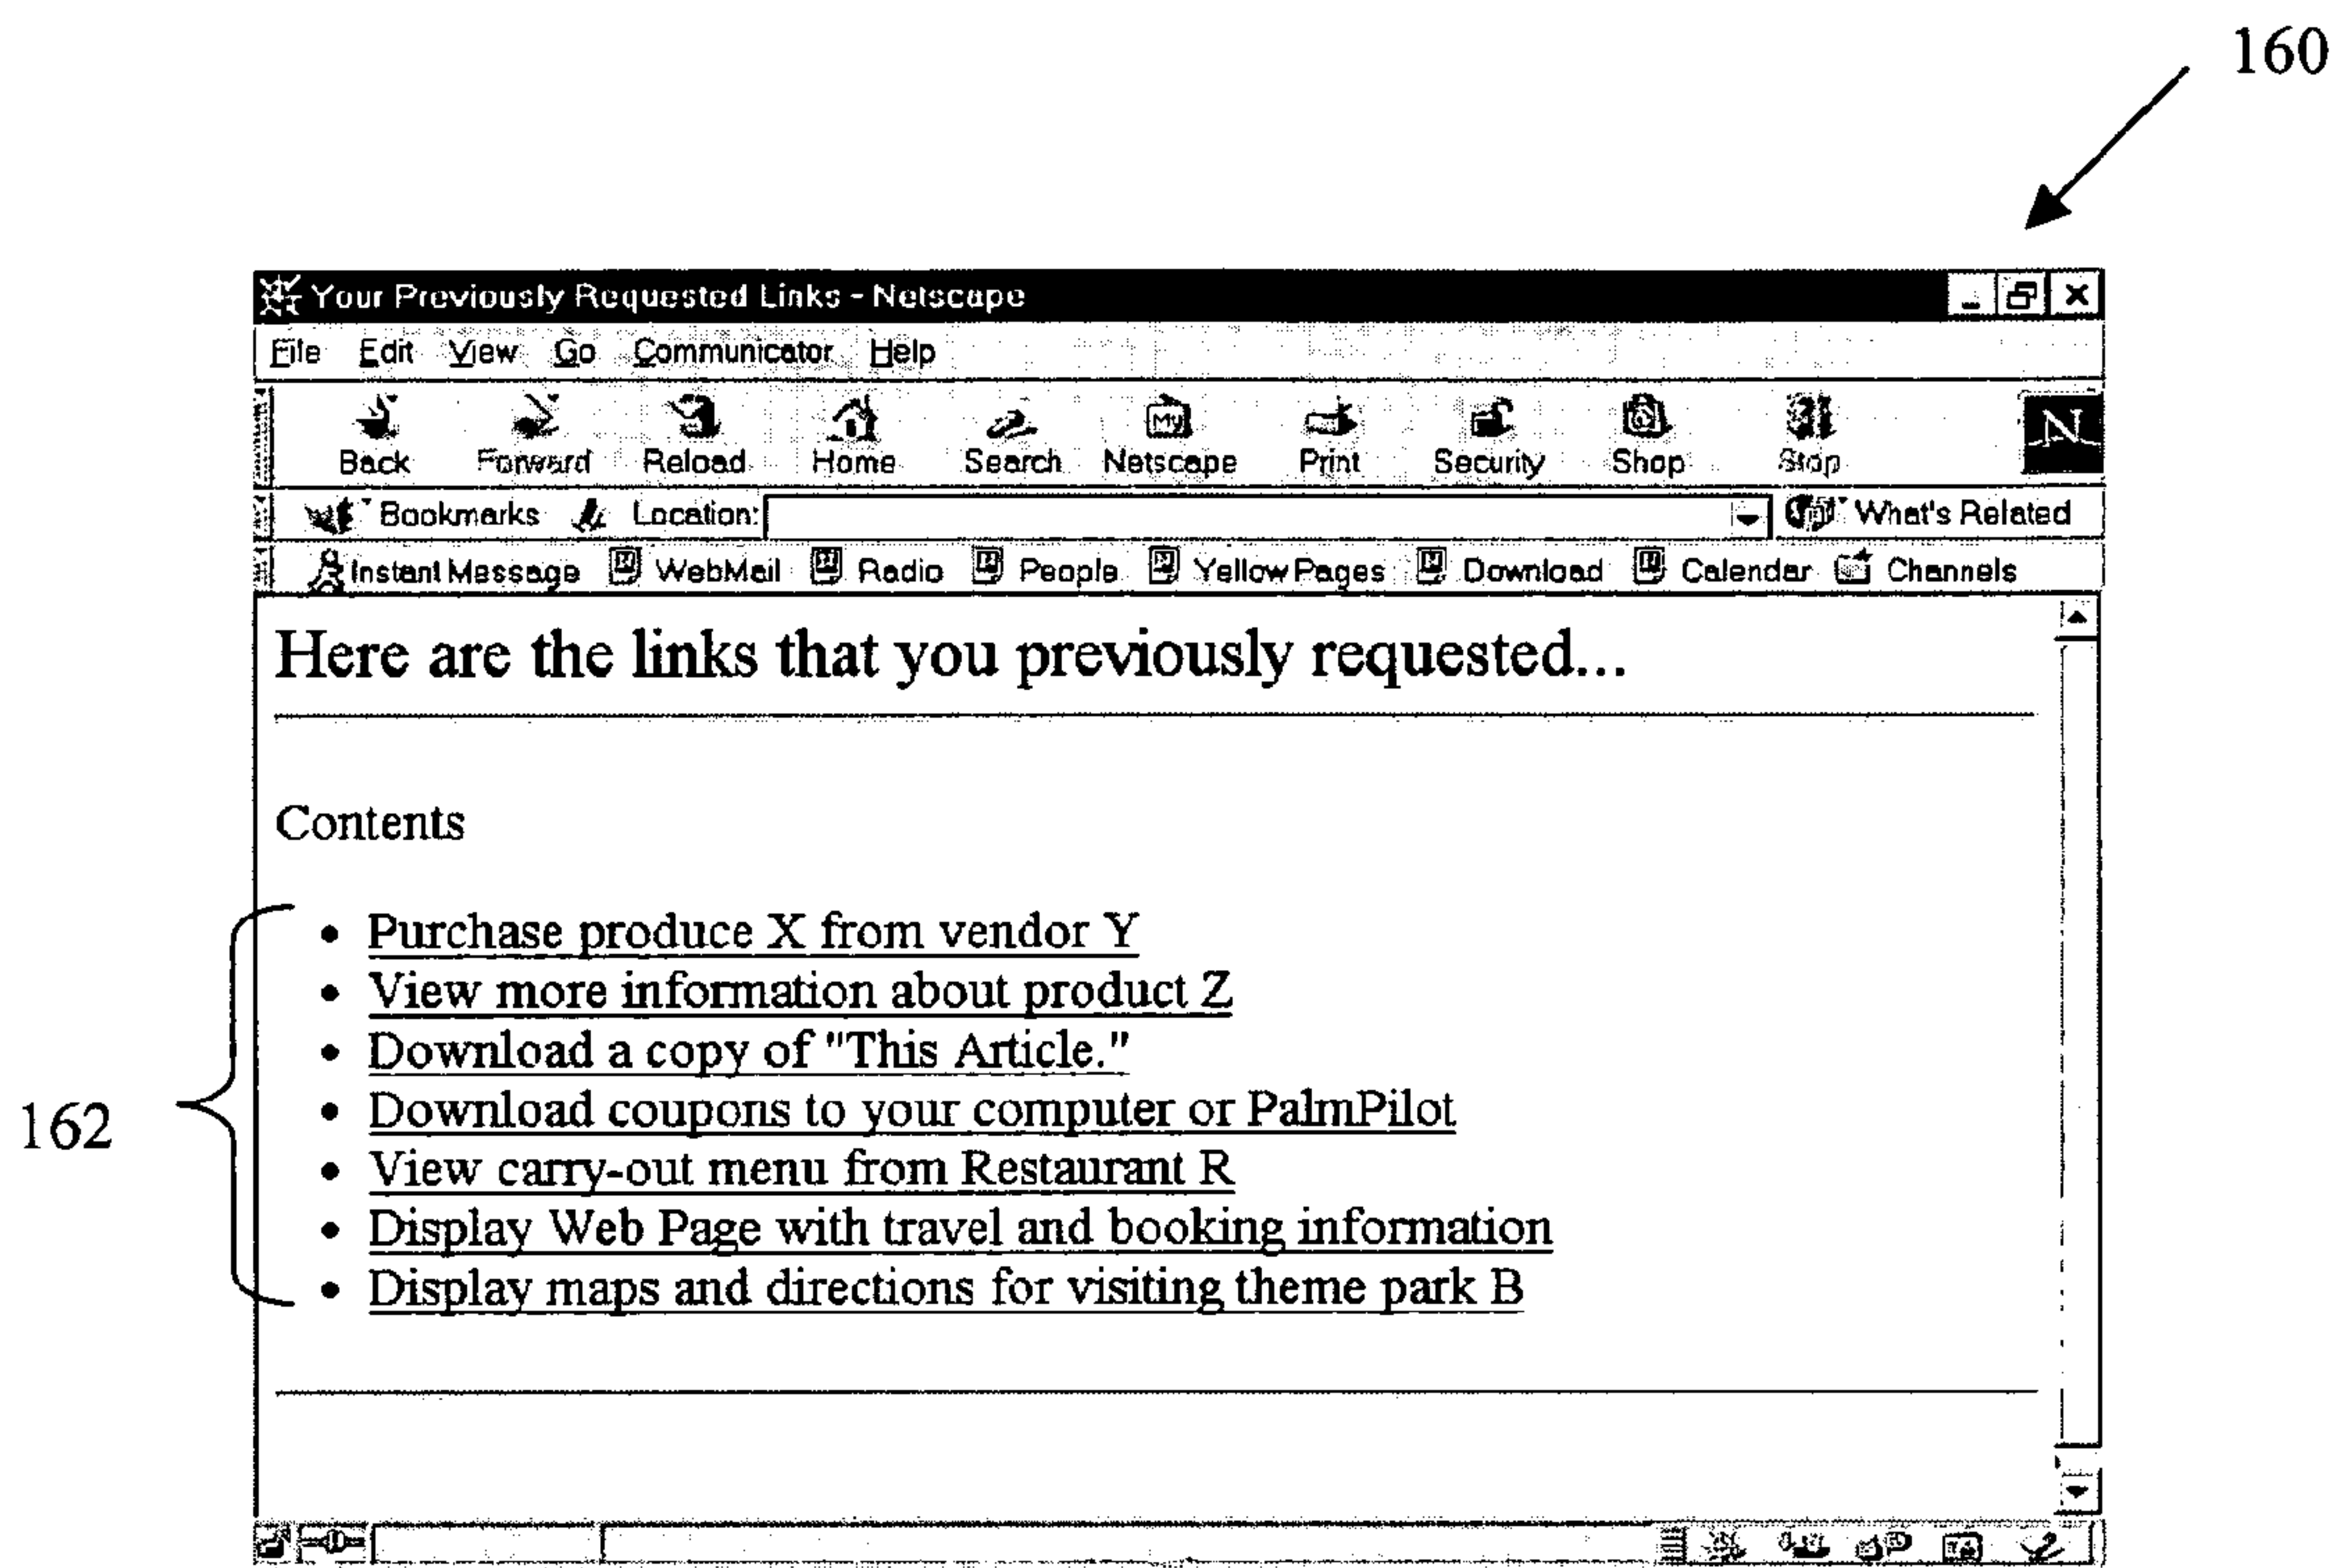 160
Your Previously Requested Links - Netscape
File Edit View Go Communicator Help
My N
Back Forward Reload Home Search Netscape Print Security Shop Stop
Bookmarks Location: What's Related
Instant Message WebMail Radio People Yellow Pages Download Calendar Channels
Here are the links that you previously requested...
Contents
• Purchase produce X from vendor Y
• View more information about product Z
• Download a copy of "This Article."
• Download coupons to your computer or PalmPilot
162
• View carry-out menu from Restaurant R
• Display Web Page with travel and booking information
• Display maps and directions for visiting theme park B